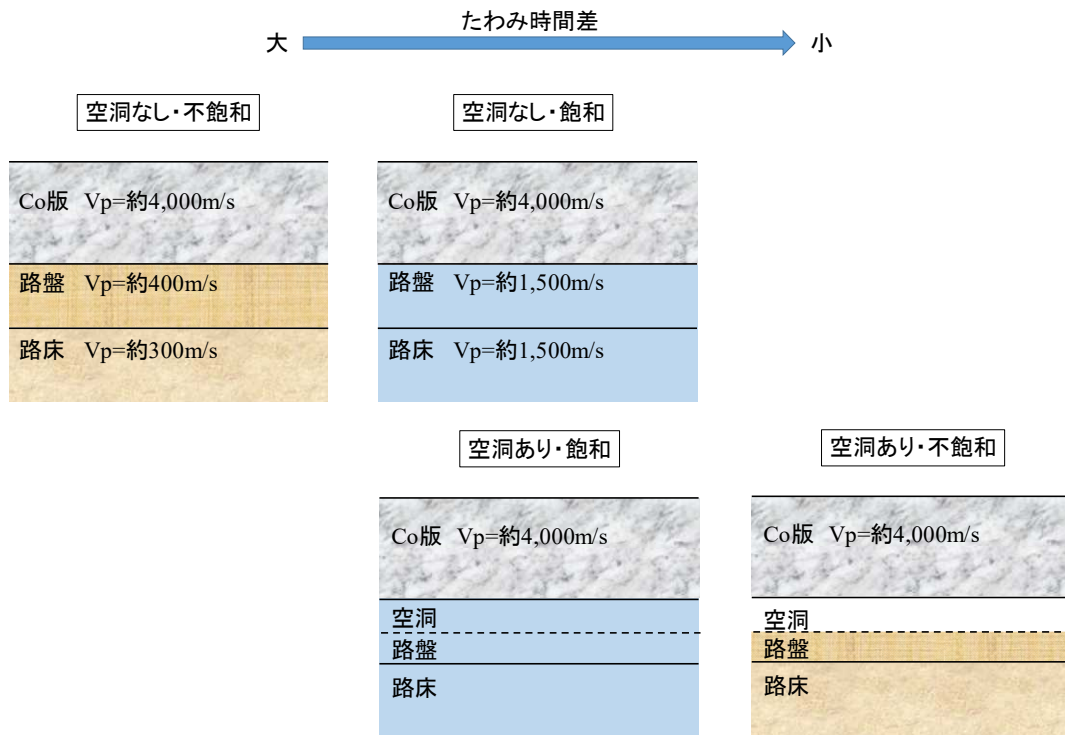 たわみ時間差
大 小
空洞なし・不飽和 空洞なし・飽和
Co版 Vp=約4,000m/s Co版 Vp=約4,000m/s
路盤 Vp=約400m/s 路盤 Vp=約1,500m/s
路床 Vp=約300m/s 路床 Vp=約1,500m/s
空洞あり・飽和 空洞あり・不飽和
Co版 Vp=約4,000m/s Co版 Vp=約4,000m/s
空洞 空洞
路盤 路盤
路床 路床